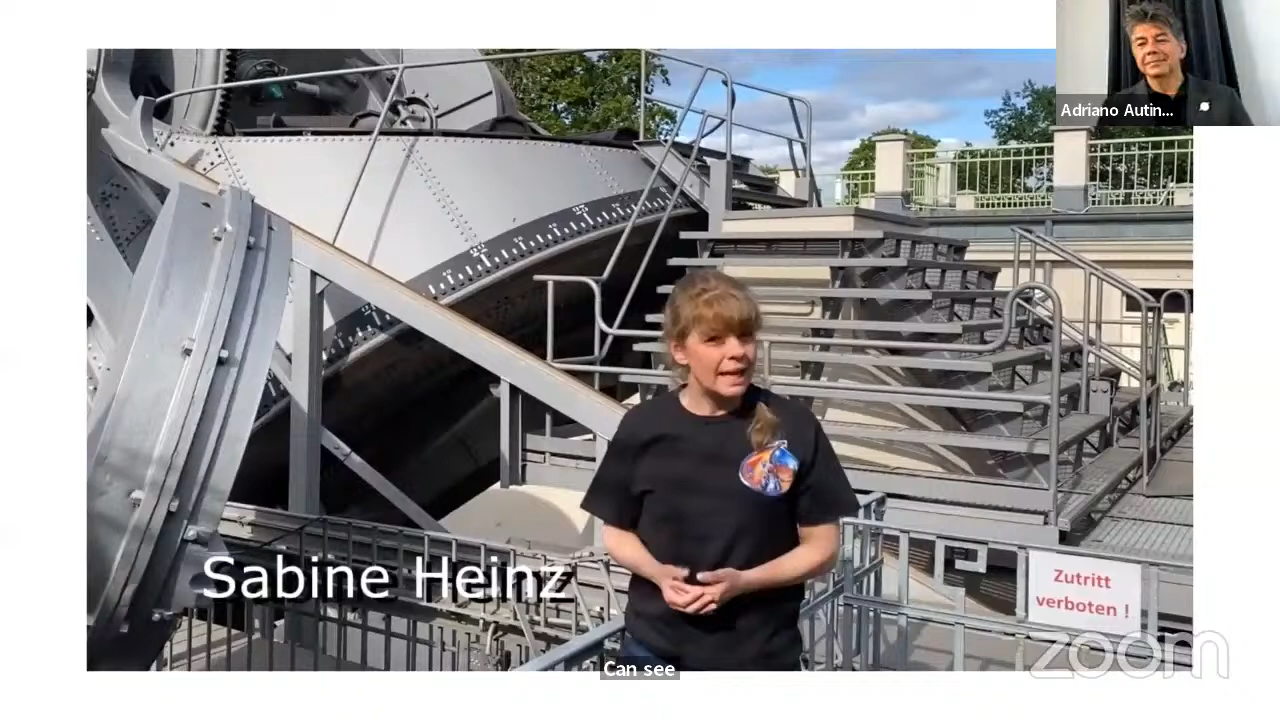 Adriano Autin...
Sabine Heinz
Zutritt
verboten !
zoom
Can see